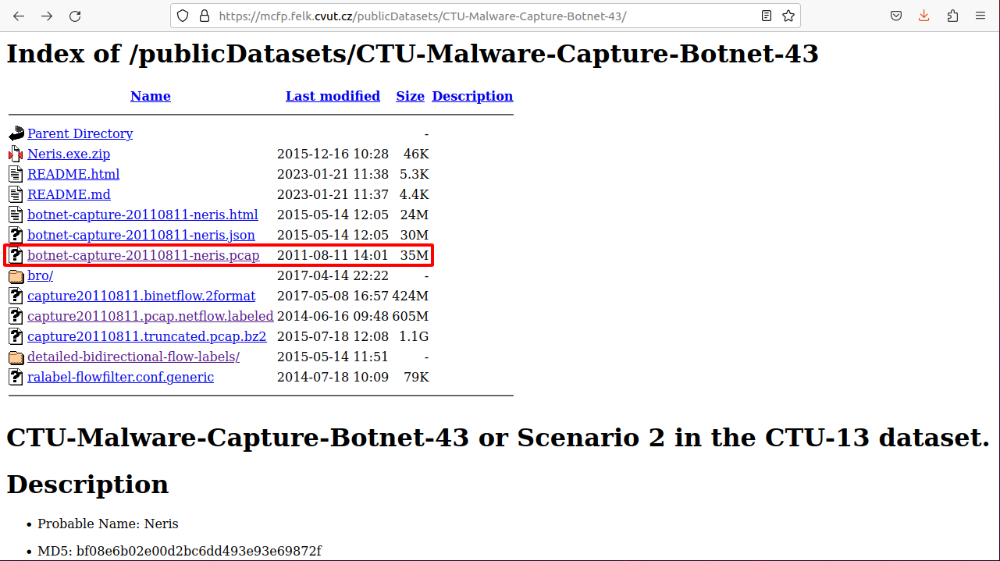 https://mcfp.felk.cvut.cz/publicDatasets/CTU-Malware-Capture-Botnet-43/
Index of /publicDatasets/CTU-Malware-Capture-Botnet-43
Name Last modified Size Description
Parent Directory -
Neris.exe.zip 2015-12-16 10:28 46K
README.html 2023-01-21 11:38 5.3K
README.md 2023-01-21 11:37 4.4K
botnet-capture-20110811-neris.html 2015-05-14 12:05 24M
botnet-capture-20110811-neris.json 2015-05-14 12:05 30M
botnet-capture-20110811-neris.pcap 2011-08-11 14:01 35M
bro/ 2017-04-14 22:22 -
capture20110811.binetflow.2format 2017-05-08 16:57 424M
capture20110811.pcap.netflow.labeled 2014-06-16 09:48 605M
capture20110811.truncated.pcap.bz2 2015-07-18 12:08 1.1G
detailed-bidirectional-flow-labels/ 2015-05-14 11:51 -
ralabel-flowfilter.conf.generic 2014-07-18 10:09 79K
CTU-Malware-Capture-Botnet-43 or Scenario 2 in the CTU-13 dataset.
Description
• Probable Name: Neris
• MD5: bf08e6b02e00d2bc6dd493e93e69872f